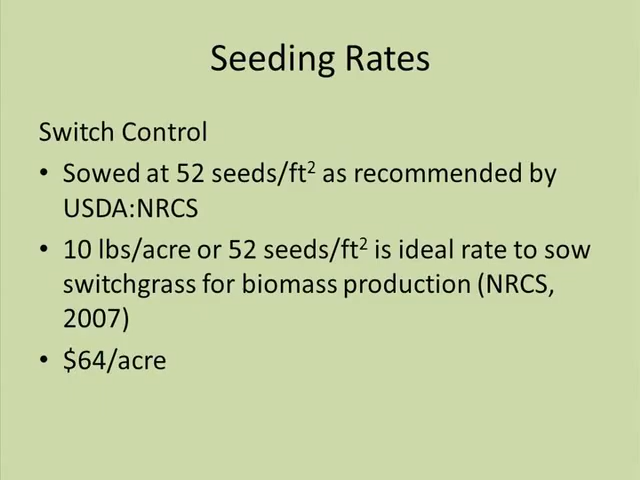 Seeding Rates
Switch Control
• Sowed at 52 seeds/ft² as recommended by
USDA:NRCS
• 10 lbs/acre or 52 seeds/ft² is ideal rate to sow
switchgrass for biomass production (NRCS,
2007)
• $64/acre